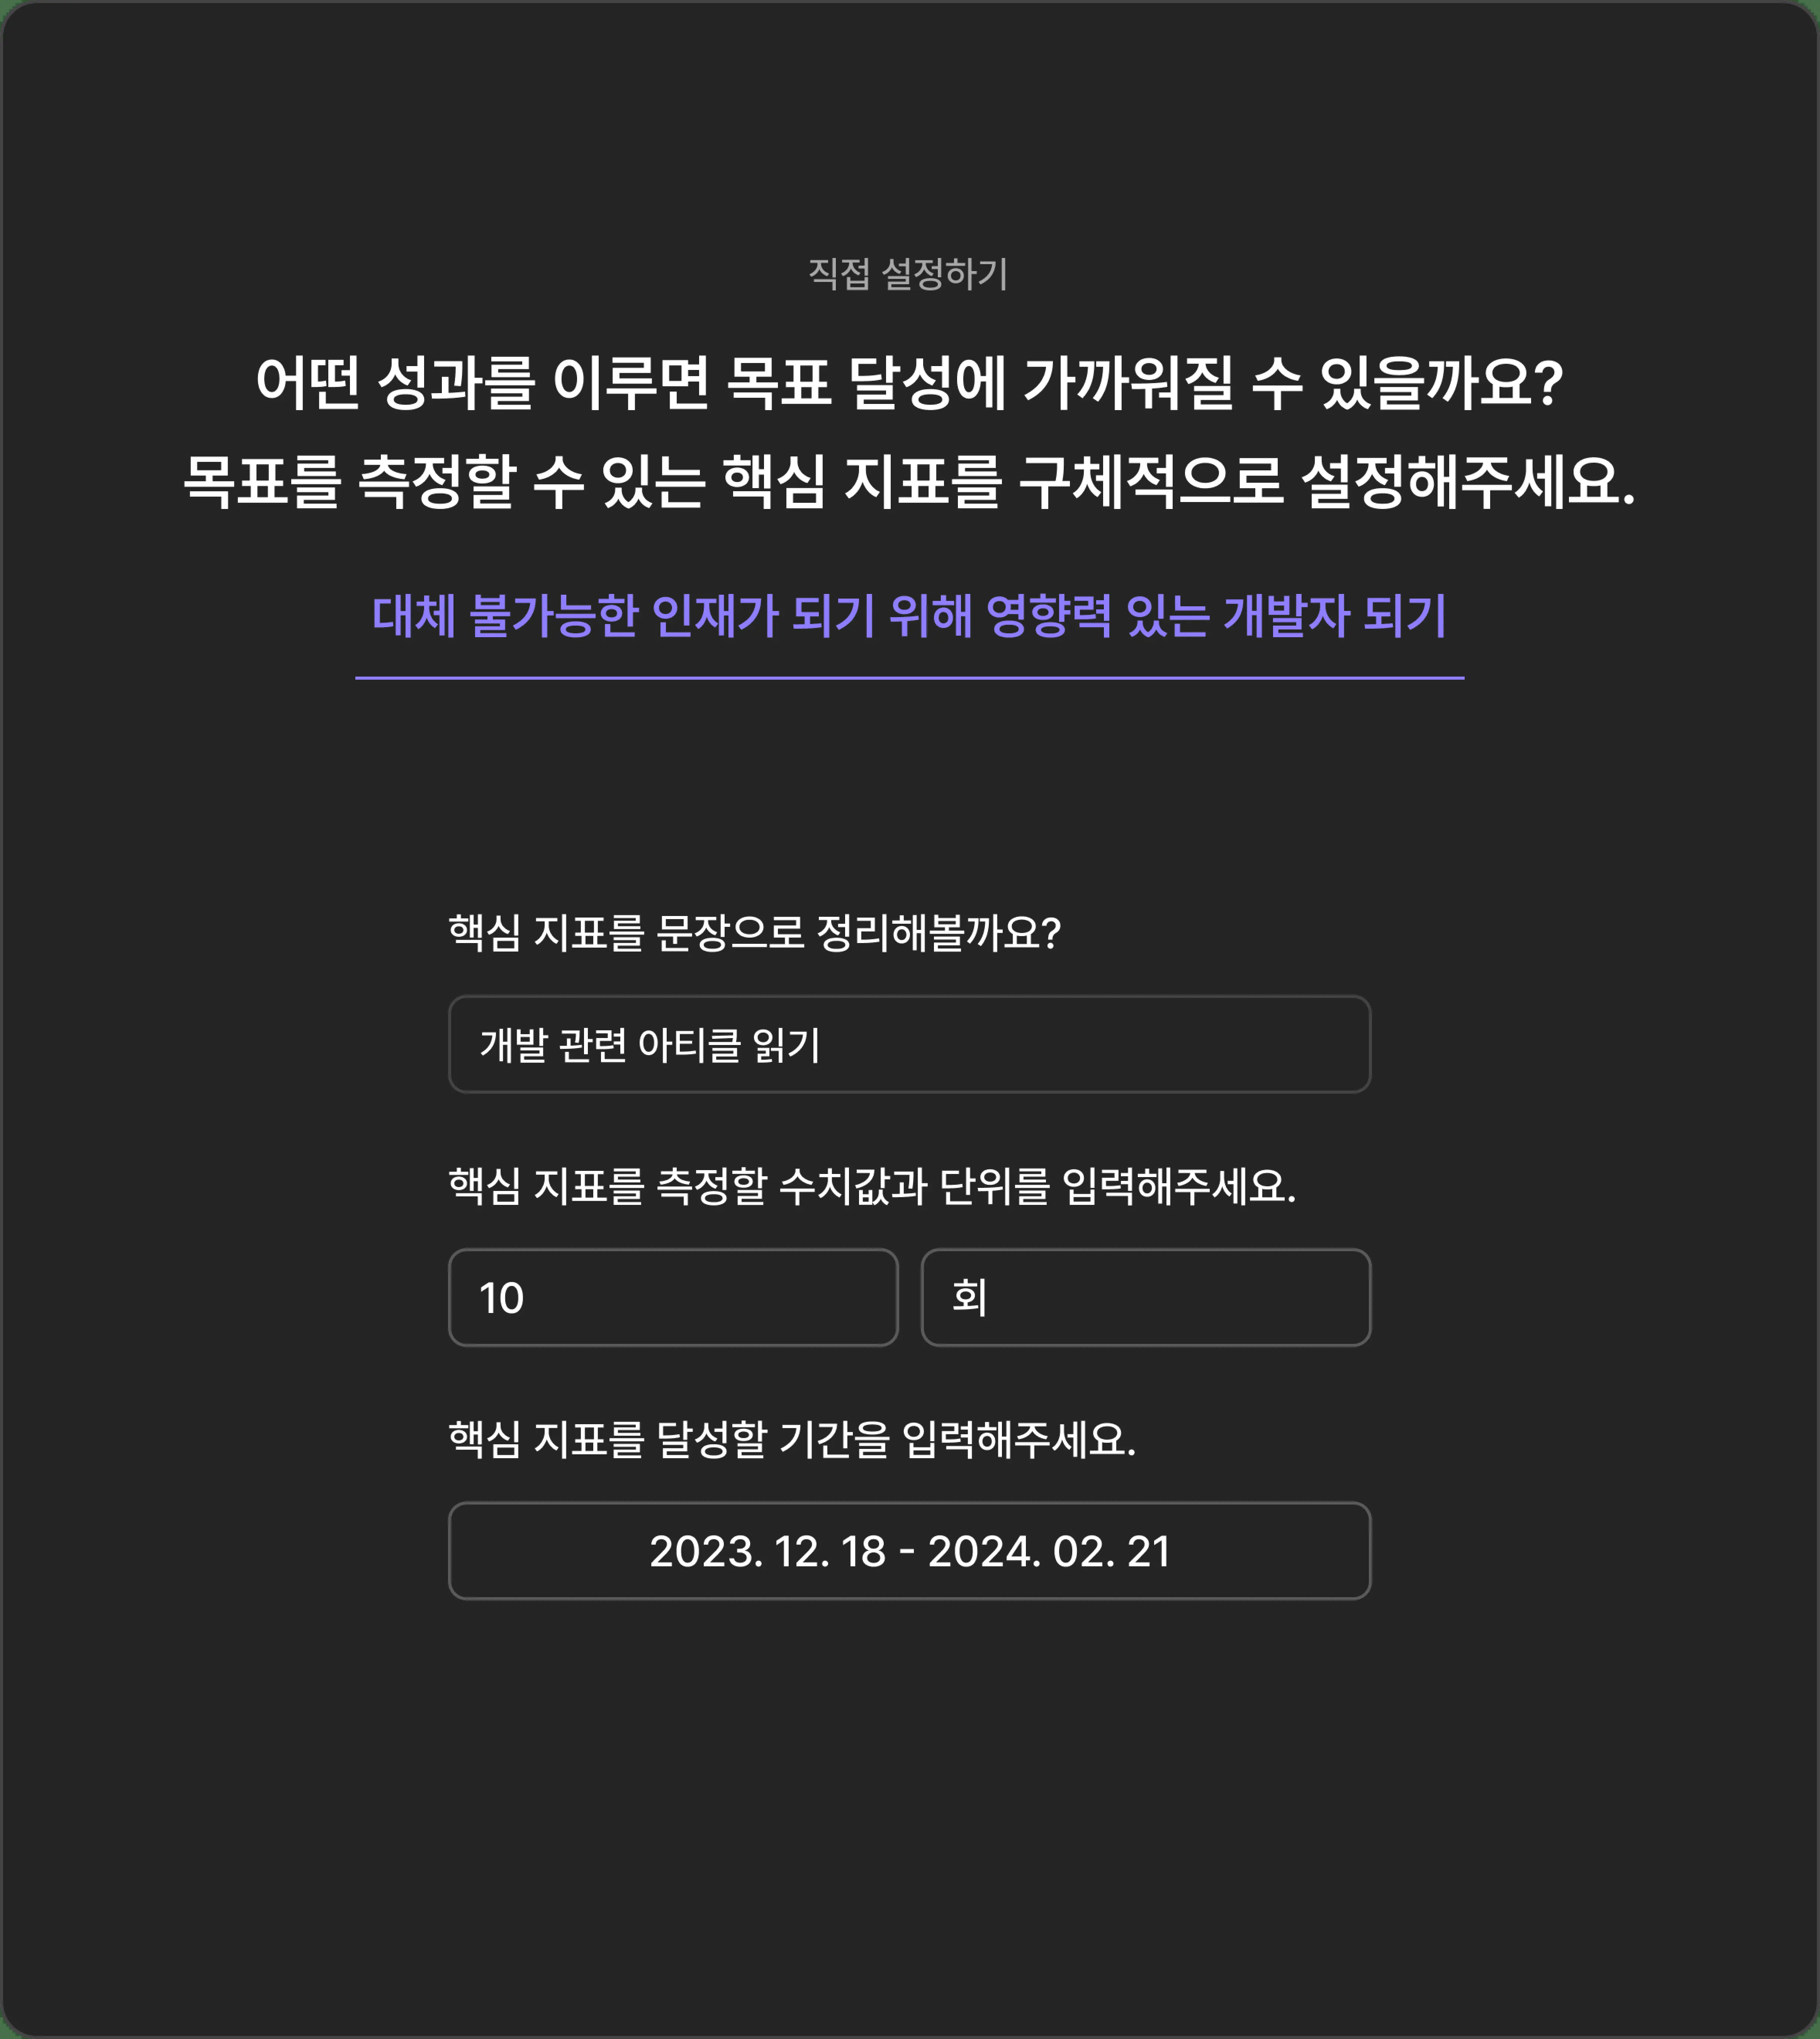 직접 설정하기
어떤 성과를 이루면 목표 달성에 가까워질 수 있을까요?
목표를 측정할 수 있는 핵심 지표를 구체적으로 설정해주세요.
대체 불가능한 인재가 되기 위해 영향력 있는 개발자 되기
핵심 지표를 문장으로 정리해볼까요?
개발 관련 아티클 읽기
핵심 지표를 측정할 수치값과 단위를 입력해주세요.
10 회
핵심 지표를 달성할 기간을 입력해주세요.
2023. 12. 18 - 2024. 02. 21